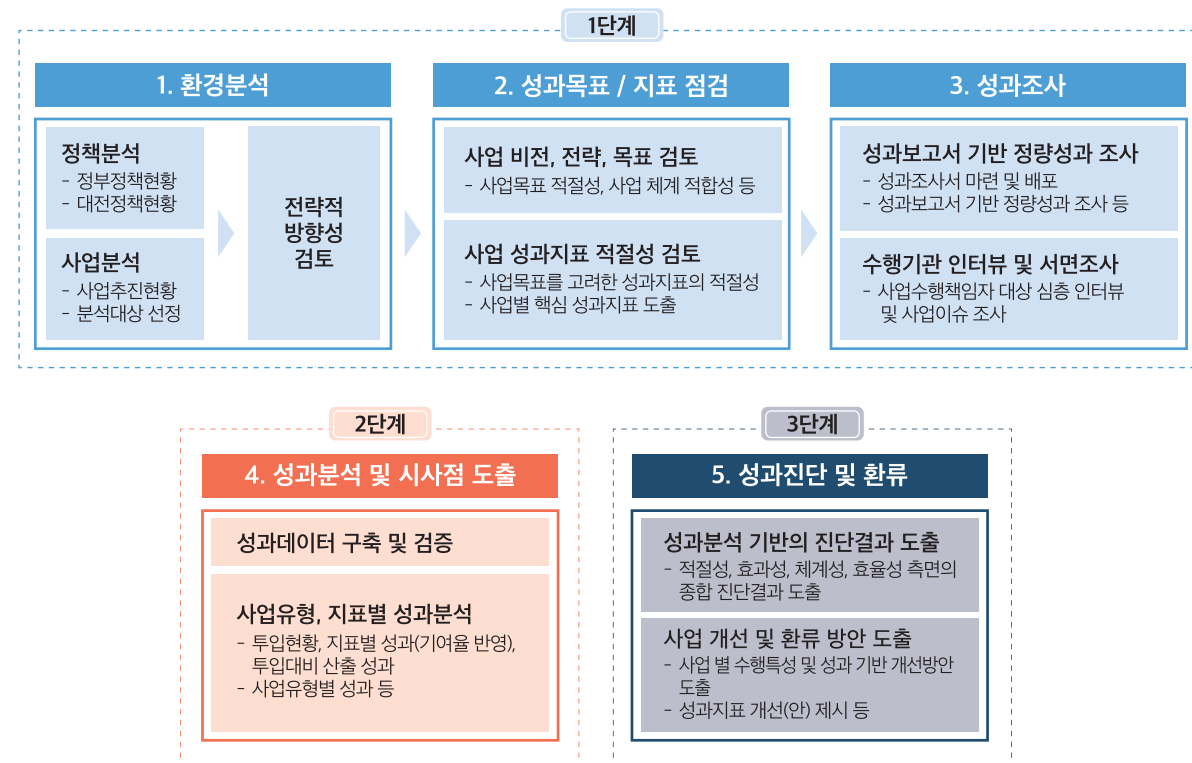 1단계
1. 환경분석
정책분석
- 정부정책현황
- 대전정책현황
사업분석
- 사업추진현황
- 분석대상 선정
전략적
방향성
검토
2. 성과목표 / 지표 점검
사업 비전, 전략, 목표 검토
- 사업목표 적절성, 사업 체계 적합성 등
사업 성과지표 적절성 검토
- 사업목표를 고려한 성과지표의 적절성
- 사업별 핵심 성과지표 도출
3. 성과조사
성과보고서 기반 정량성과 조사
- 성과조사서 마련 및 배포
- 성과보고서 기반 정량성과 조사 등
수행기관 인터뷰 및 서면조사
- 사업수행책임자 대상 심층 인터뷰
및 사업이슈 조사
2단계
4. 성과분석 및 시사점 도출
성과데이터 구축 및 검증
사업유형, 지표별 성과분석
- 투입현황, 지표별 성과(기여율 반영),
투입대비 산출 성과
- 사업유형별 성과 등
3단계
5. 성과진단 및 환류
성과분석 기반의 진단결과 도출
- 적절성, 효과성, 체계성, 효율성 측면의
종합 진단결과 도출
사업 개선 및 환류 방안 도출
- 사업 별 수행특성 및 성과 기반 개선방안
도출
- 성과지표 개선(안) 제시 등